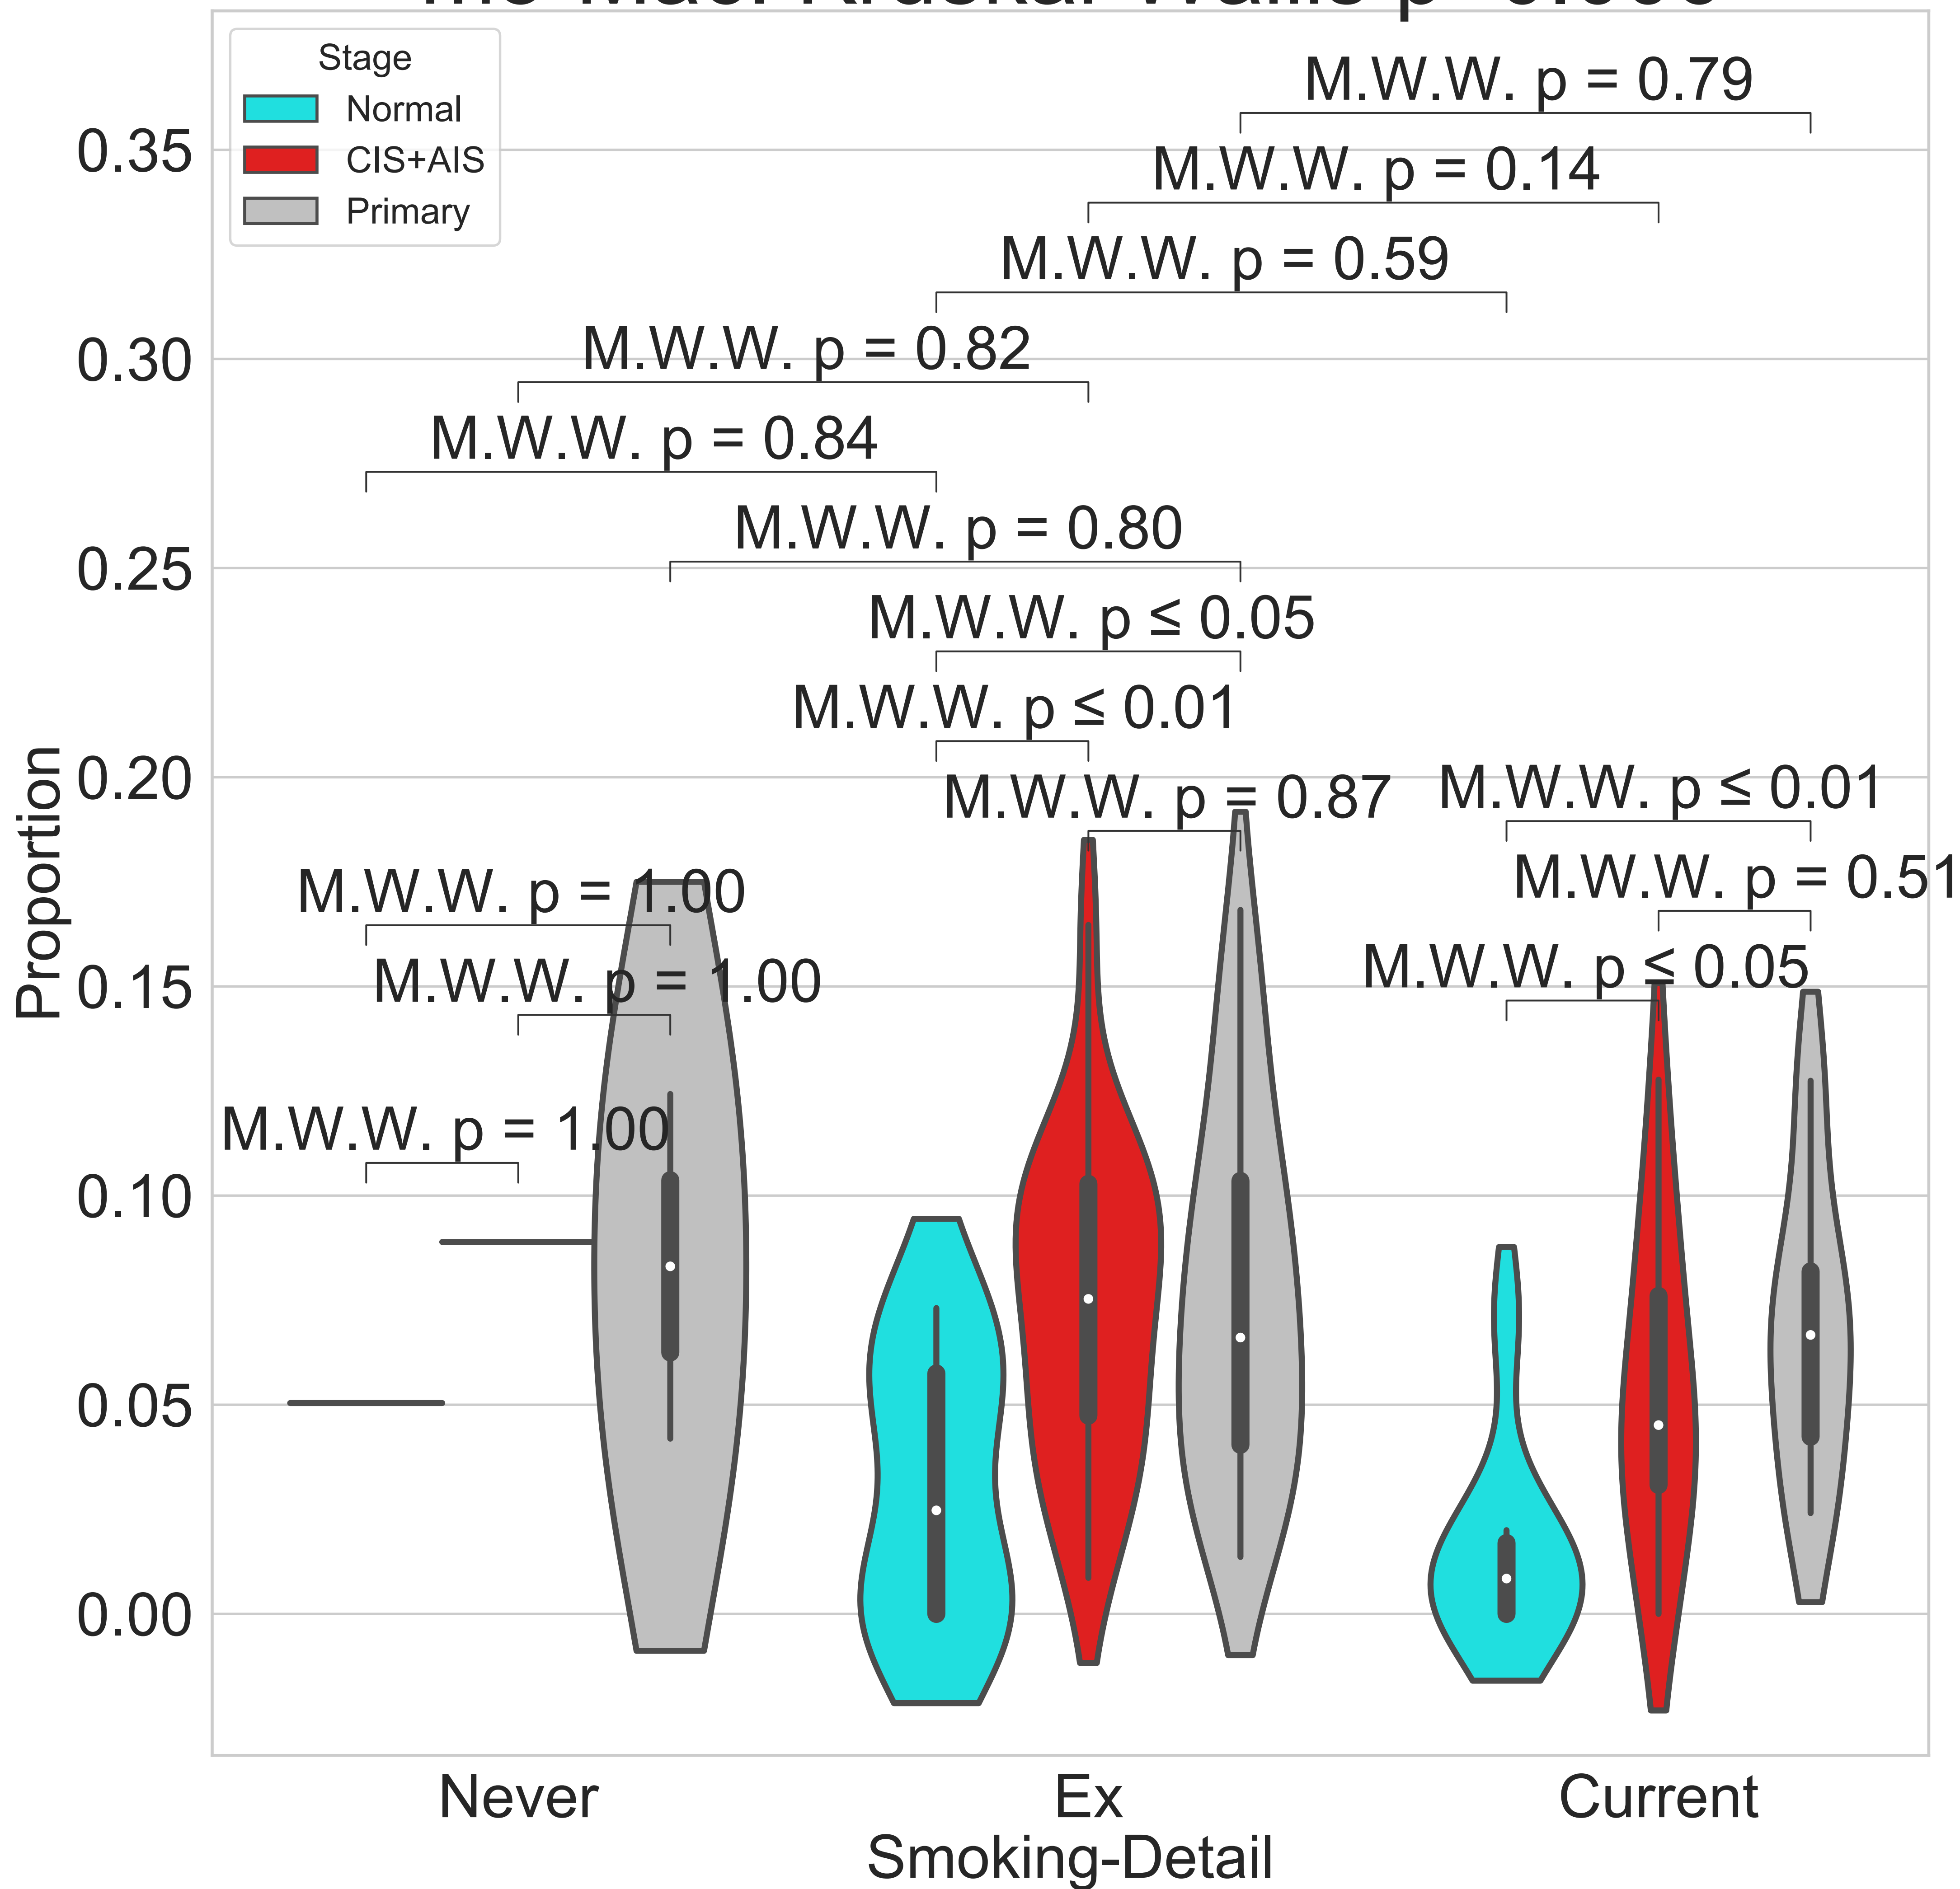 Stage
Normal
CIS+AIS
Primary
M.W.W. p = 0.79
M.W.W. p = 0.14
M.W.W. p = 0.59
M.W.W. p = 0.82
M.W.W. p = 0.84
M.W.W. p = 0.80
M.W.W. p ≤ 0.05
M.W.W. p ≤ 0.01
M.W.W. p = 0.87
M.W.W. p ≤ 0.01
M.W.W. p = 1.00
M.W.W. p = 0.51
M.W.W. p = 1.00
M.W.W. p ≤ 0.05
M.W.W. p = 1.00
0.35
0.30
0.25
0.20
0.15
0.10
0.05
0.00
Proportion
Never
Ex
Current
Smoking-Detail